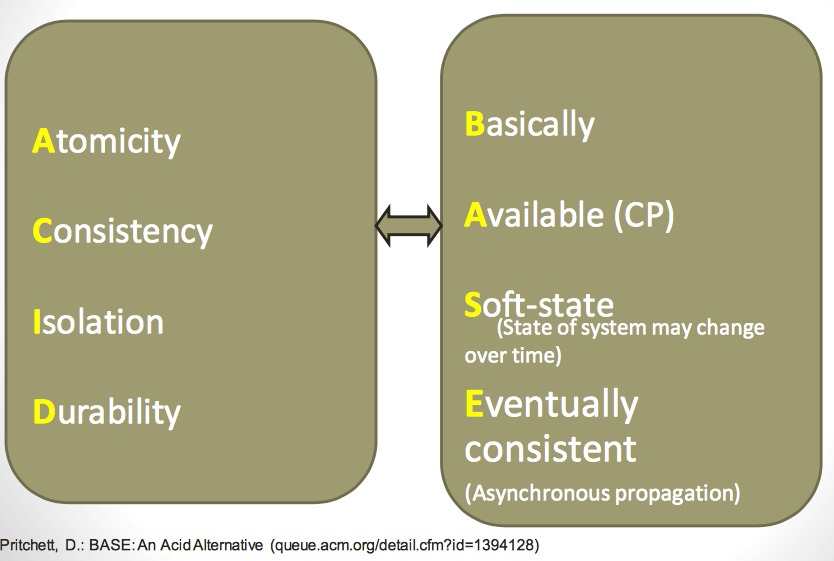 Atomicity
Consistency
Isolation
Durability
Basically
Available (CP)
Soft-state
(State of system may change
over time)
Eventually
consistent
(Asynchronous propagation)
Pritchett, D.: BASE: An Acid Alternative (queue.acm.org/detail.cfm?id=1394128)